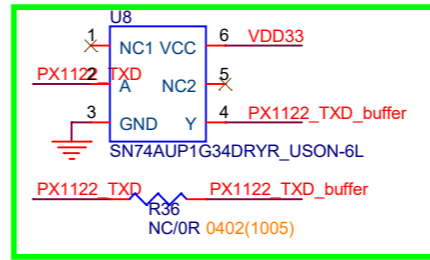 U8
1 NC1 VCC 6 VDD33
PX1122_TXD 2 A NC2 5
3 GND Y 4 PX1122_TXD_buffer
SN74AUP1G34DRYR_USON-6L
PX1122_TXD PX1122_TXD_buffer
R36
NC/0R 0402(1005)